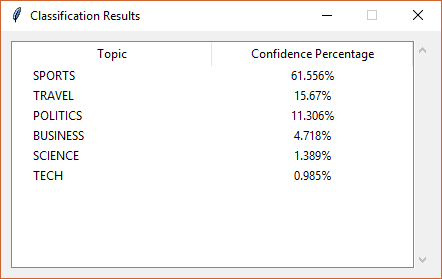 Classification Results
Topic Confidence Percentage
SPORTS 61.556%
TRAVEL 15.67%
POLITICS 11.306%
BUSINESS 4.718%
SCIENCE 1.389%
TECH 0.985%